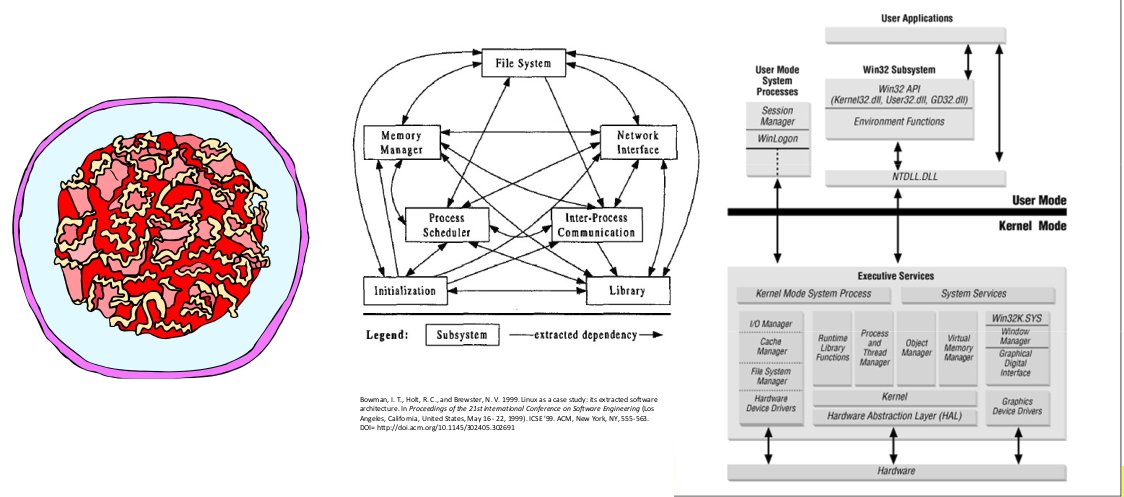 File System
Memory
Manager
Network
Interface
Process
Scheduler
Inter-Process
Communication
Initialization
Library
Legend:
Subsystem
extracted dependency
Bowman, I. T., Holt, R.C., and Brewster, N. V. 1999. Linux as a case study: its extracted software
architecture. In Proceedings of the 21st International Conference on Software Engineering (Los
Angeles, California, United States, May 16 - 22, 1999). ICSE '99. ACM, New York, NY, 555-563.
DOI= http://doi.acm.org/10.1145/302405.302691
User Applications
User Mode
System
Processes
Session
Manager
WinLogon
Win32 Subsystem
Win32 API
(Kernel32.dll, User32.dll, GD32.dll)
Environment Functions
NTDLL.DLL
User Mode
Kernel Mode
Executive Services
Kernel Mode System Process
System Services
I/O Manager
Cache
Manager
File System
Manager
Hardware
Device Drivers
Runtime
Library
Functions
Process
and
Thread
Manager
Object
Manager
Virtual
Memory
Manager
Win32K.SYS
Window
Manager
Graphical
Digital
Interface
Graphics
Device Drivers
Kernel
Hardware Abstraction Layer (HAL)
Hardware